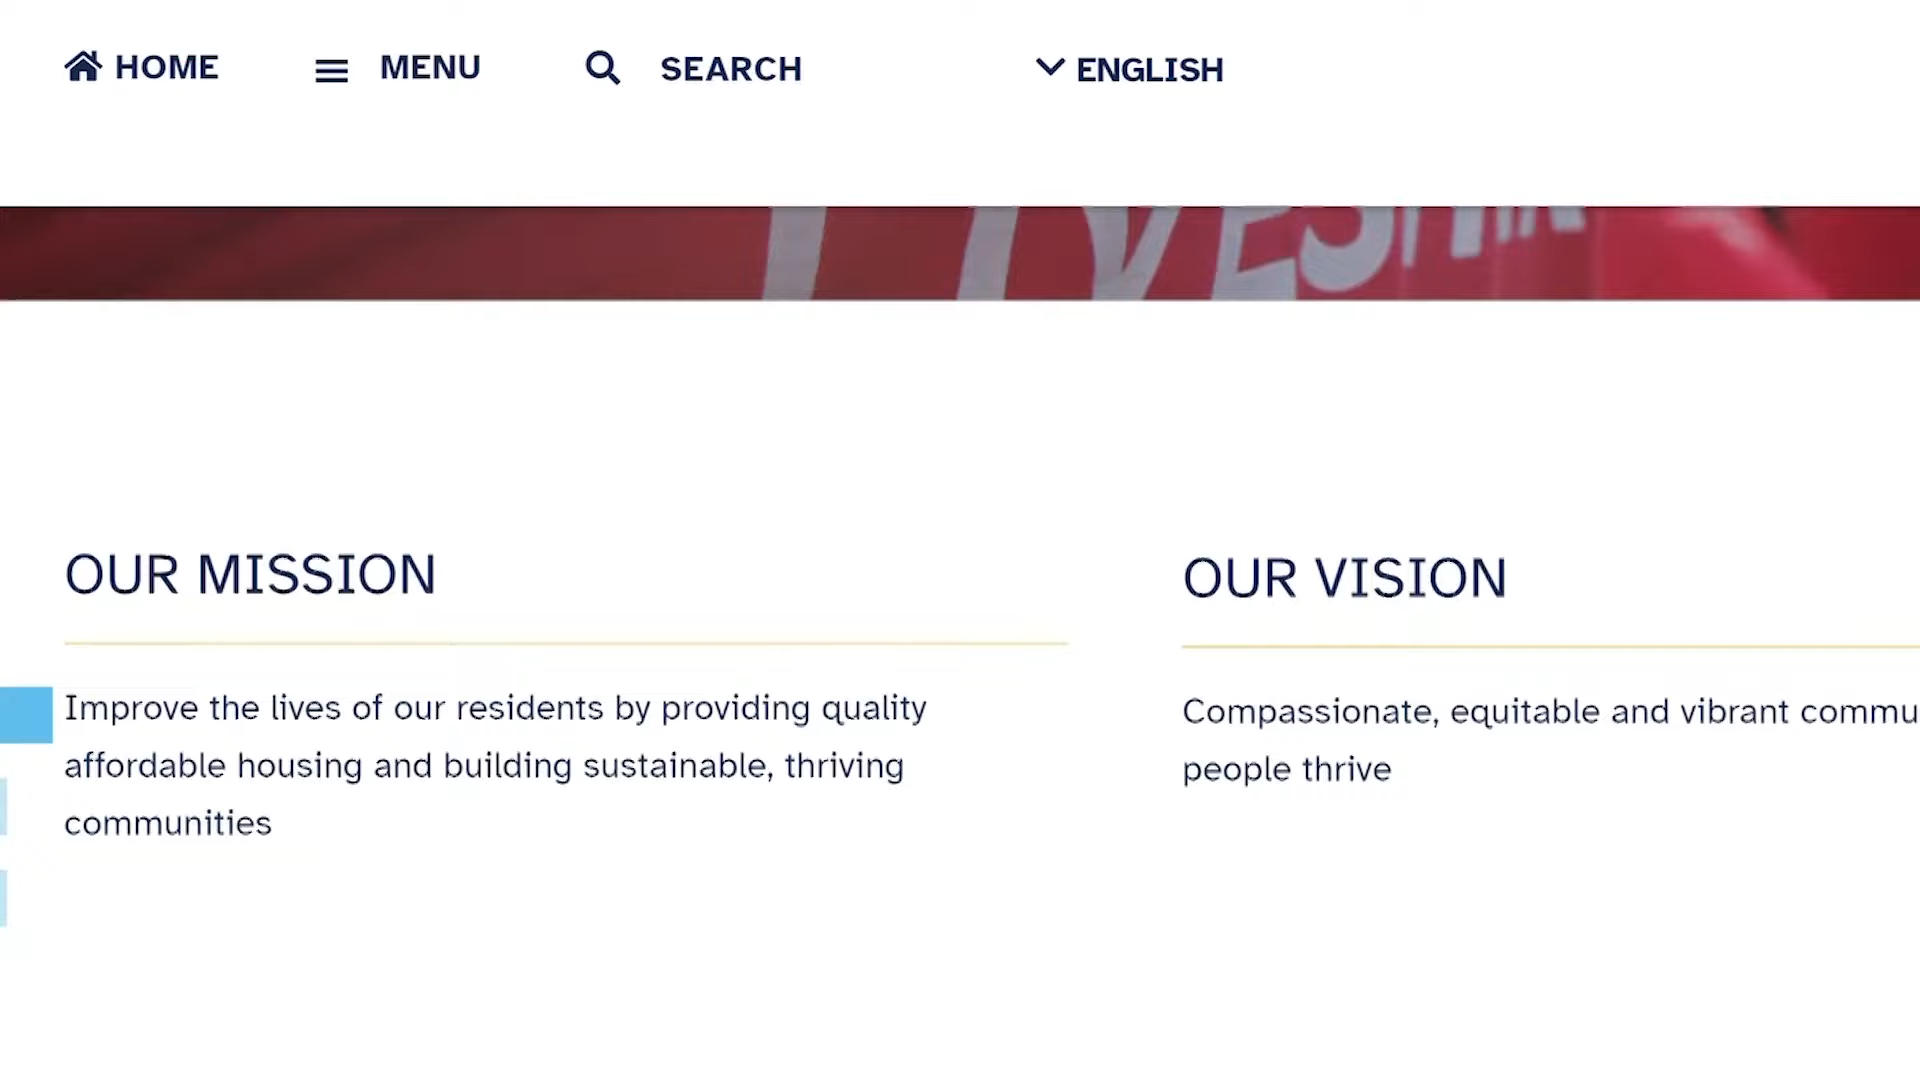 HOME MENU SEARCH ENGLISH
OUR MISSION
Improve the lives of our residents by providing quality
affordable housing and building sustainable, thriving
communities
OUR VISION
Compassionate, equitable and vibrant
people thrive